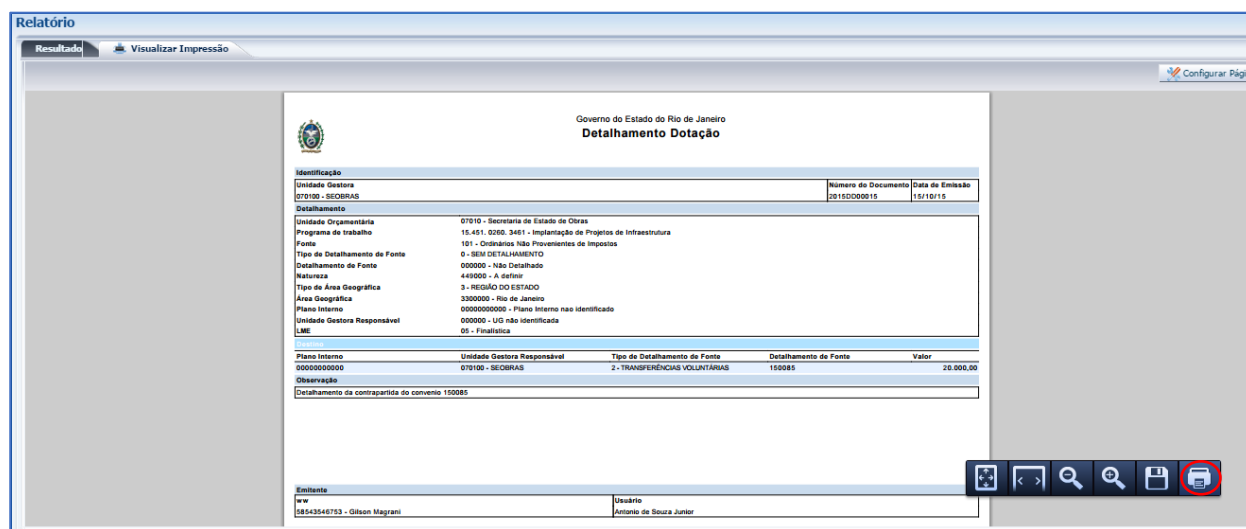 Relatório
Resultado Visualizar Impressão
Configurar Pági
Governo do Estado do Rio de Janeiro
Detalhamento Dotação
Identificação
Unidade Gestora Número do Documento Data de Emissão
070100 - SEOBRAS 2015DD00015 15/10/15
Detalhamento
Unidade Orçamentária 07010 - Secretaria de Estado de Obras
Programa de trabalho 15.451. 0260. 3461 - Implantação de Projetos de Infraestrutura
Fonte 101 - Ordinários Não Provenientes de Impostos
Tipo de Detalhamento de Fonte 0 - SEM DETALHAMENTO
Detalhamento de Fonte 000000 - Não Detalhado
Natureza 449000 - A definir
Tipo de Área Geográfica 3 - REGIÃO DO ESTADO
Área Geográfica 3300000 - Rio de Janeiro
Plano Interno 00000000000 - Plano Interno nao identificado
Unidade Gestora Responsável 000000 - UG não identificada
LME 05 - Finalística
Destino
Plano Interno Unidade Gestora Responsável Tipo de Detalhamento de Fonte Detalhamento de Fonte Valor
00000000000 070100 - SEOBRAS 2 - TRANSFERÊNCIAS VOLUNTÁRIAS 150085 20.000,00
Observação
Detalhamento da contrapartida do convenio 150085
Emitente
ww Usuário
58543546753 - Gilson Magrani Antonio de Souza Junior